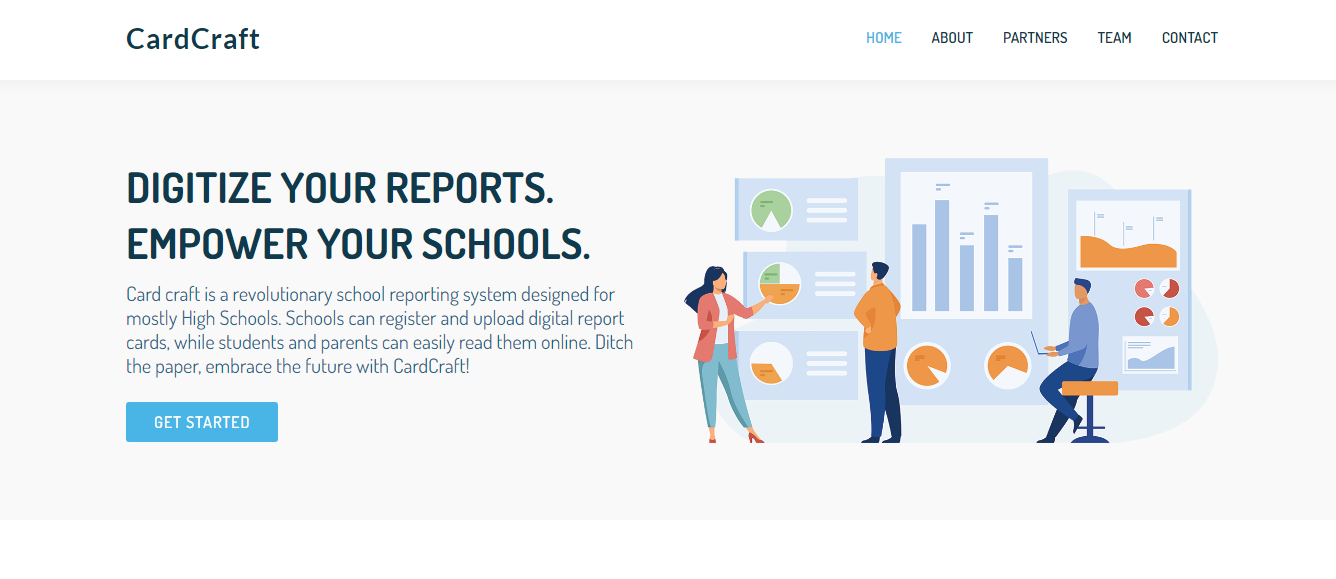 CardCraft
HOME ABOUT PARTNERS TEAM CONTACT
DIGITIZE YOUR REPORTS.
EMPOWER YOUR SCHOOLS.
Card craft is a revolutionary school reporting system designed for
mostly High Schools. Schools can register and upload digital report
cards, while students and parents can easily read them online. Ditch
the paper, embrace the future with CardCraft!
GET STARTED